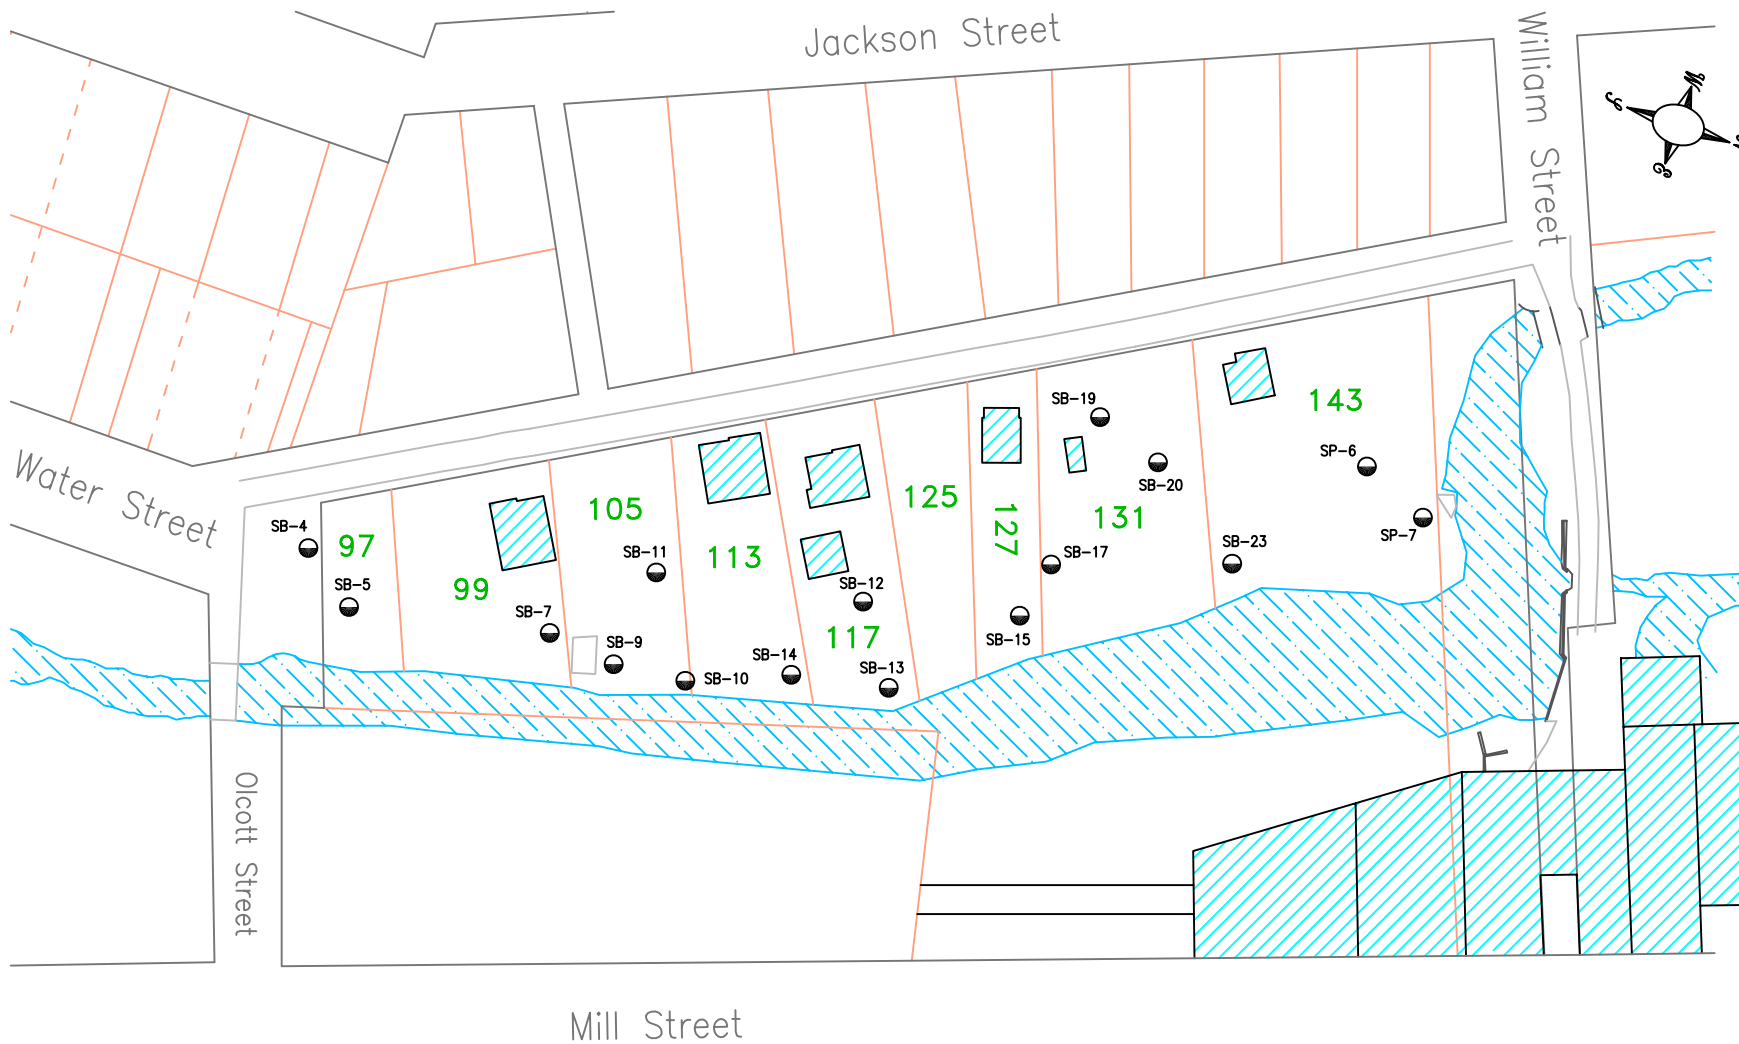 Jackson Street
William Street
W
S
N
E
SB-19
143
SP-6
Water Street
SB-20
125
105
127
131
SB-4
97
SP-7
SB-11
113
SB-17
SB-23
SB-5
99
SB-12
SB-7
117
SB-15
SB-9
SB-14
SB-13
SB-10
Olcott Street
Mill Street